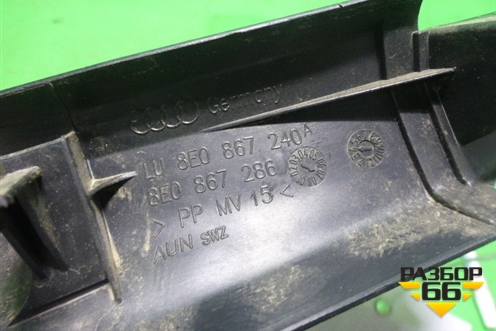 Germany
LU 8E0 867 240A
8E0 867 286
> PP MV 15 <
AUN SWZ
РАЗБОР
66